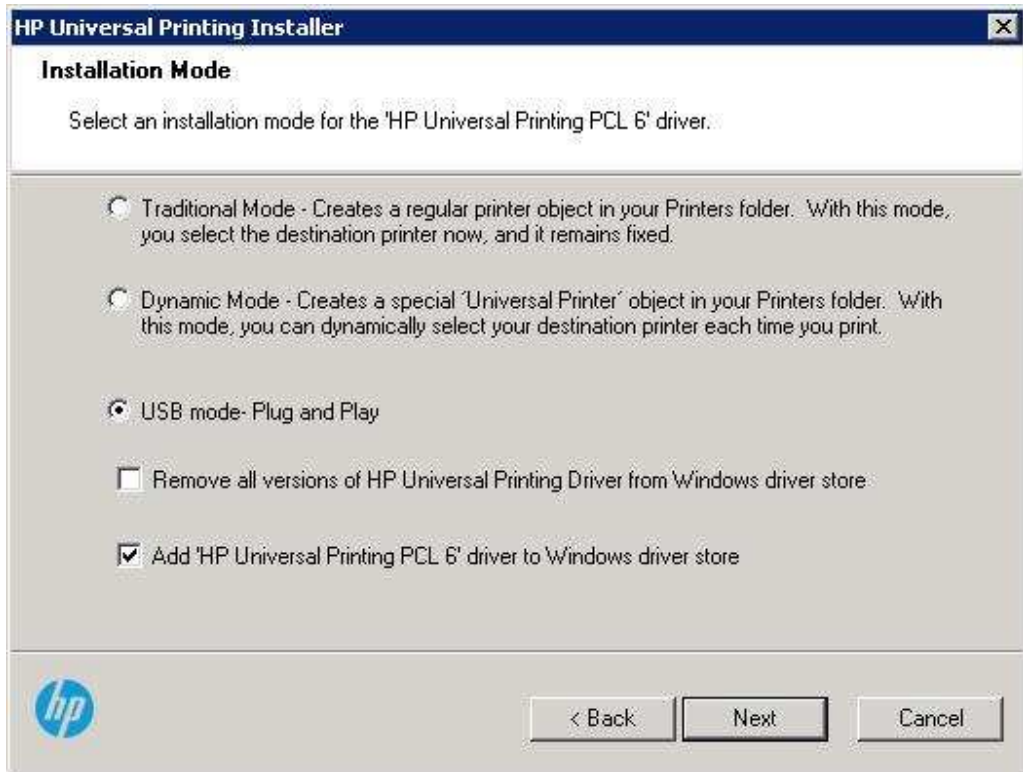 HP Universal Printing Installer
Installation Mode
Select an installation mode for the 'HP Universal Printing PCL 6' driver.
Traditional Mode - Creates a regular printer object in your Printers folder.  With this mode,
you select the destination printer now, and it remains fixed.
Dynamic Mode - Creates a special ´Universal Printer´ object in your Printers folder.  With
this mode, you can dynamically select your destination printer each time you print.
USB mode- Plug and Play
Remove all versions of HP Universal Printing Driver from Windows driver store
Add 'HP Universal Printing PCL 6' driver to Windows driver store
hp
< Back
Next
Cancel